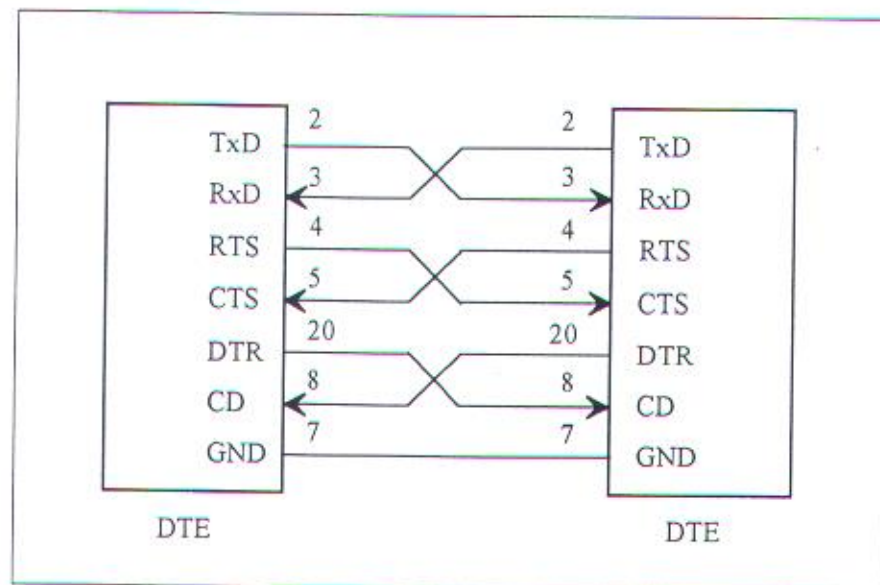 2 2
TxD TxD
3 3
RxD RxD
4 4
RTS RTS
5 5
CTS CTS
20 20
DTR DTR
8 8
CD CD
7 7
GND GND
DTE DTE